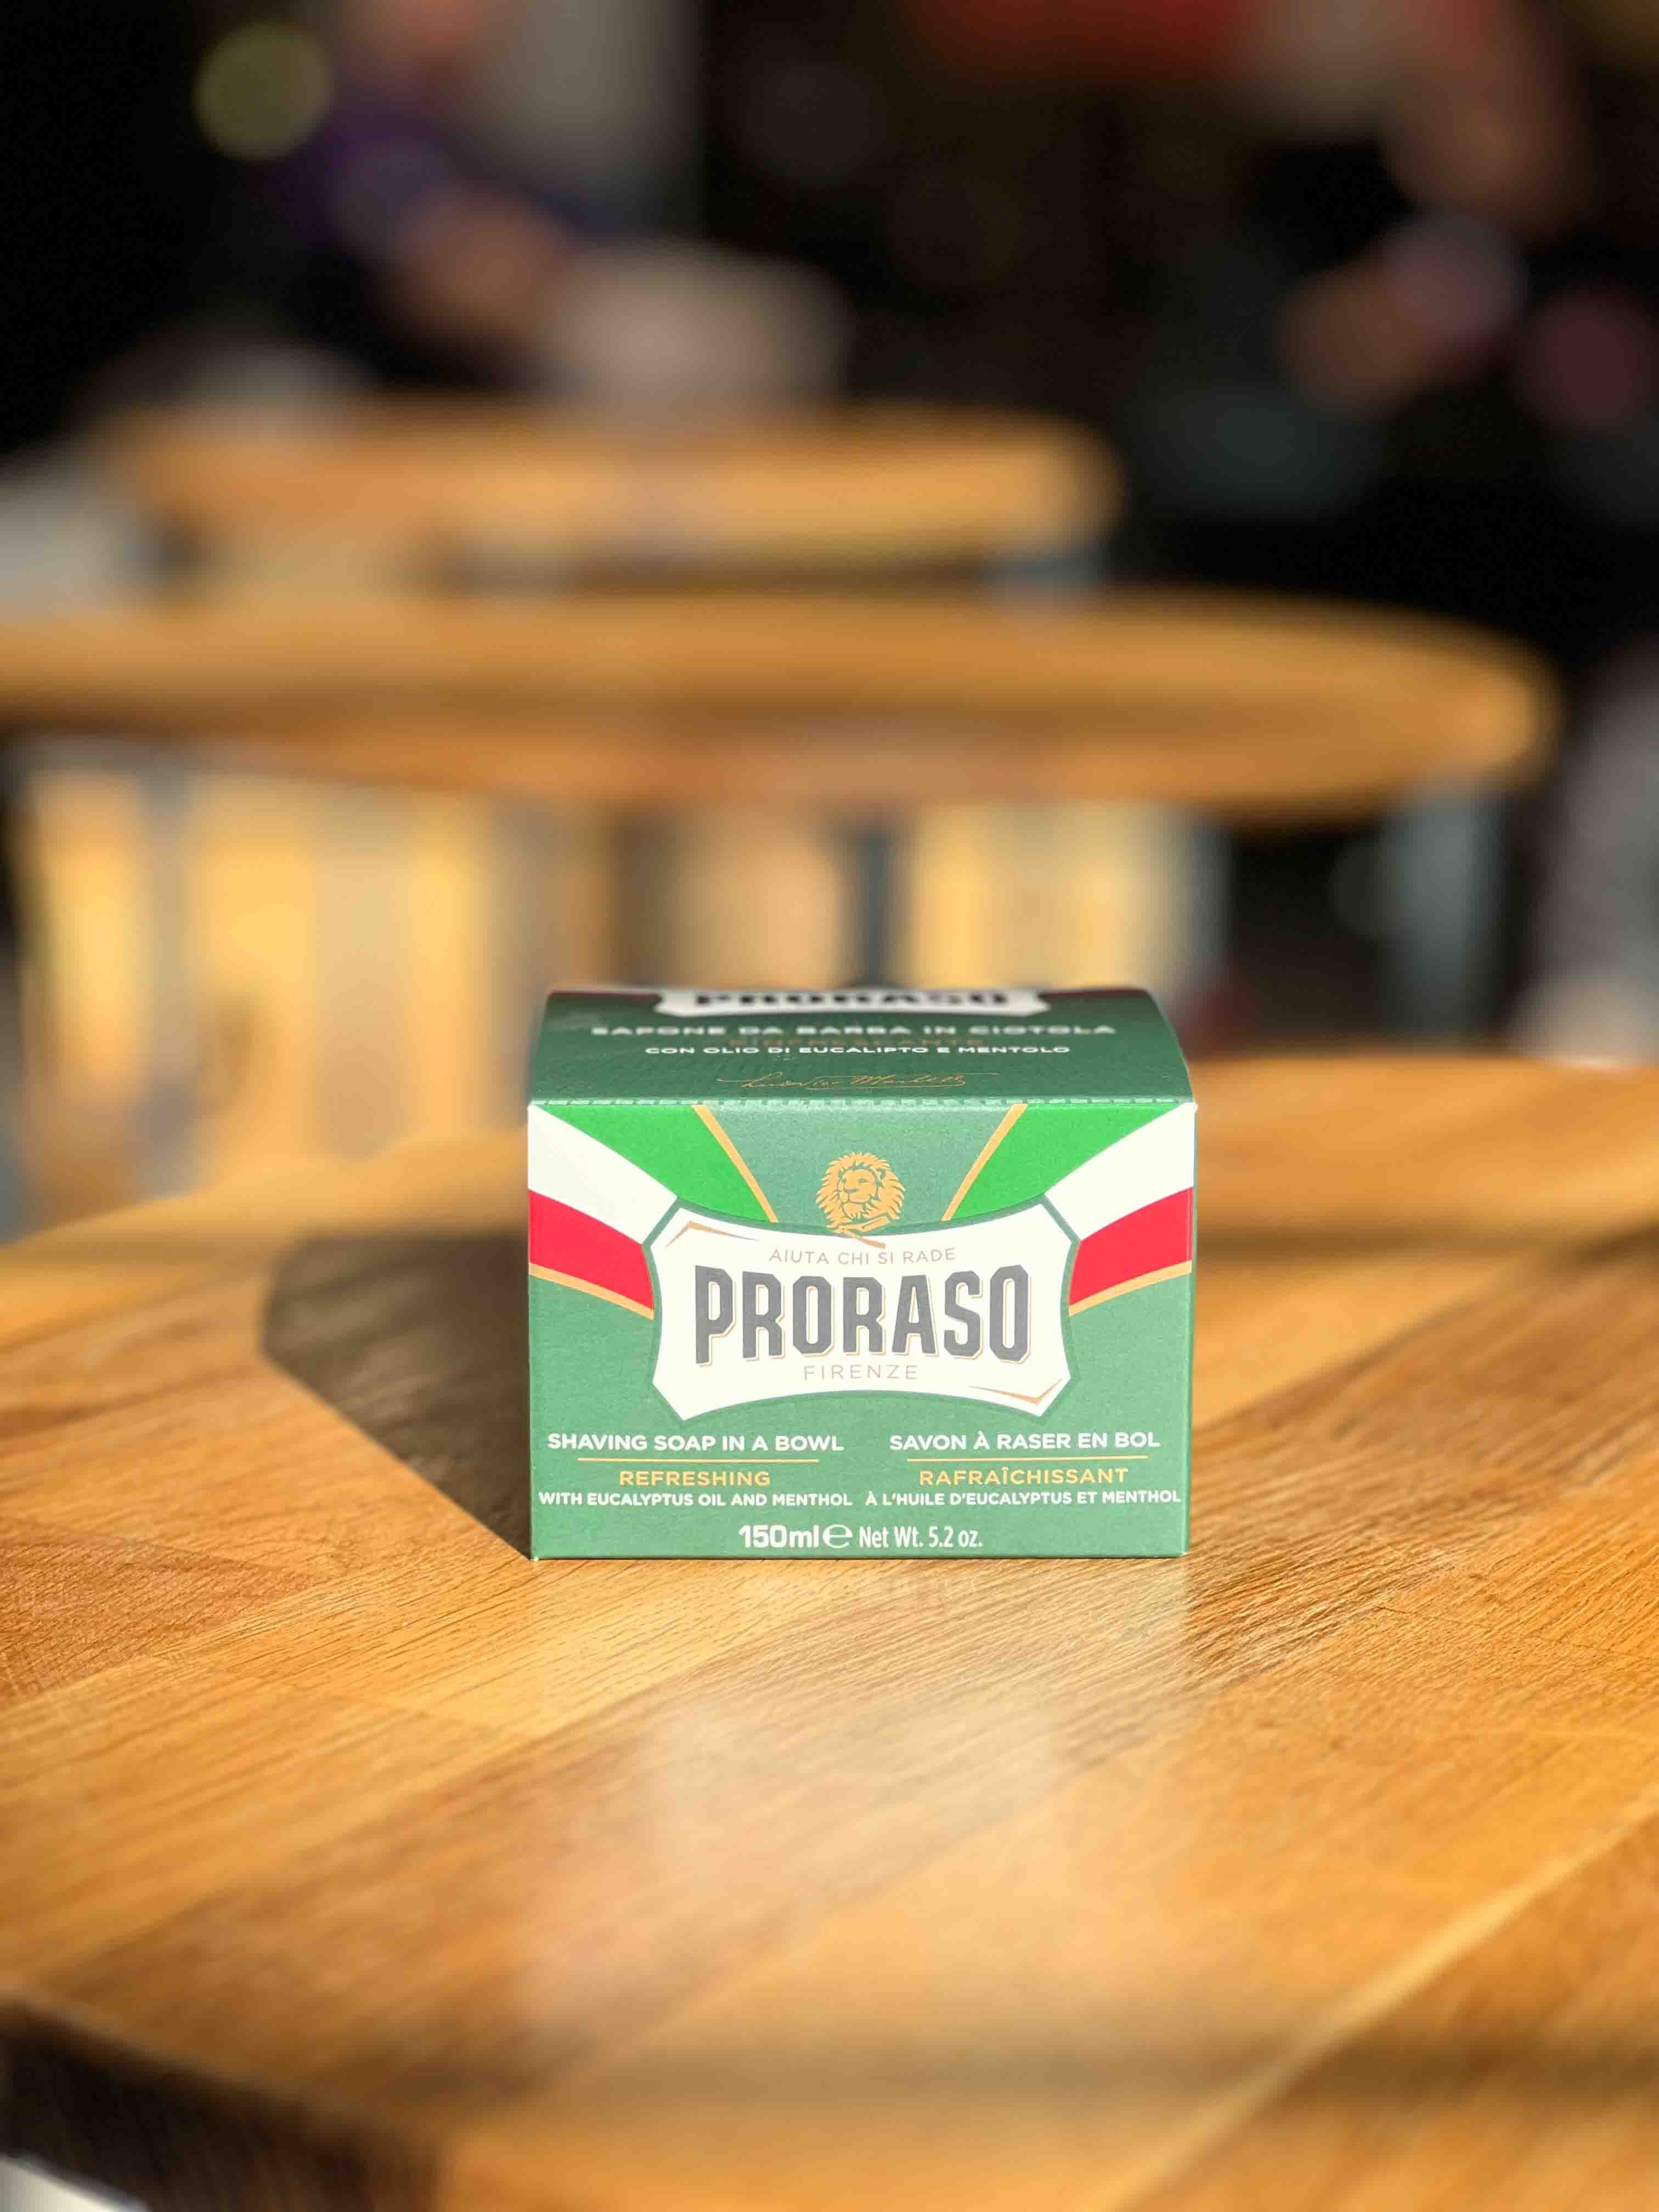 PRORASO
SAPONE DA BARBA IN CIOTOLA
RINFRESCANTE
CON OLIO DI EUCALIPTO E MENTOLO
AIUTA CHI SI RADE
PRORASO
FIRENZE
SHAVING SOAP IN A BOWL
REFRESHING
WITH EUCALYPTUS OIL AND MENTHOL
SAVON À RASER EN BOL
RAFRAÎCHISSANT
À L'HUILE D'EUCALYPTUS ET MENTHOL
150ml e Net Wt. 5.2 oz.